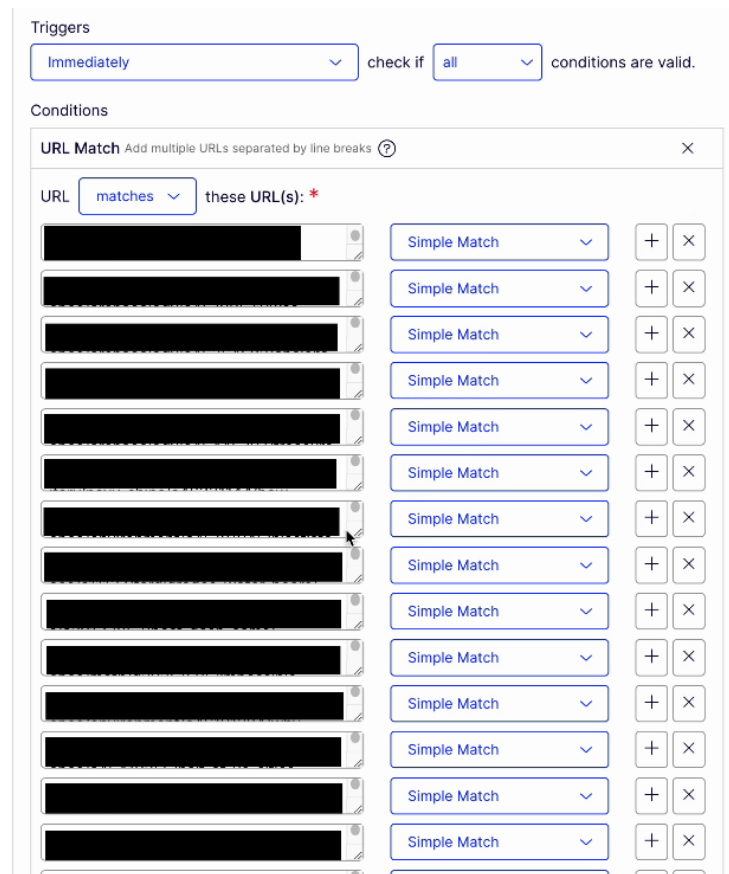 Triggers
Immediately check if all conditions are valid.
Conditions
URL Match Add multiple URLs separated by line breaks ?
URL matches these URL(s): *
Simple Match
Simple Match
Simple Match
Simple Match
Simple Match
Simple Match
Simple Match
Simple Match
Simple Match
Simple Match
Simple Match
Simple Match
Simple Match
Simple Match